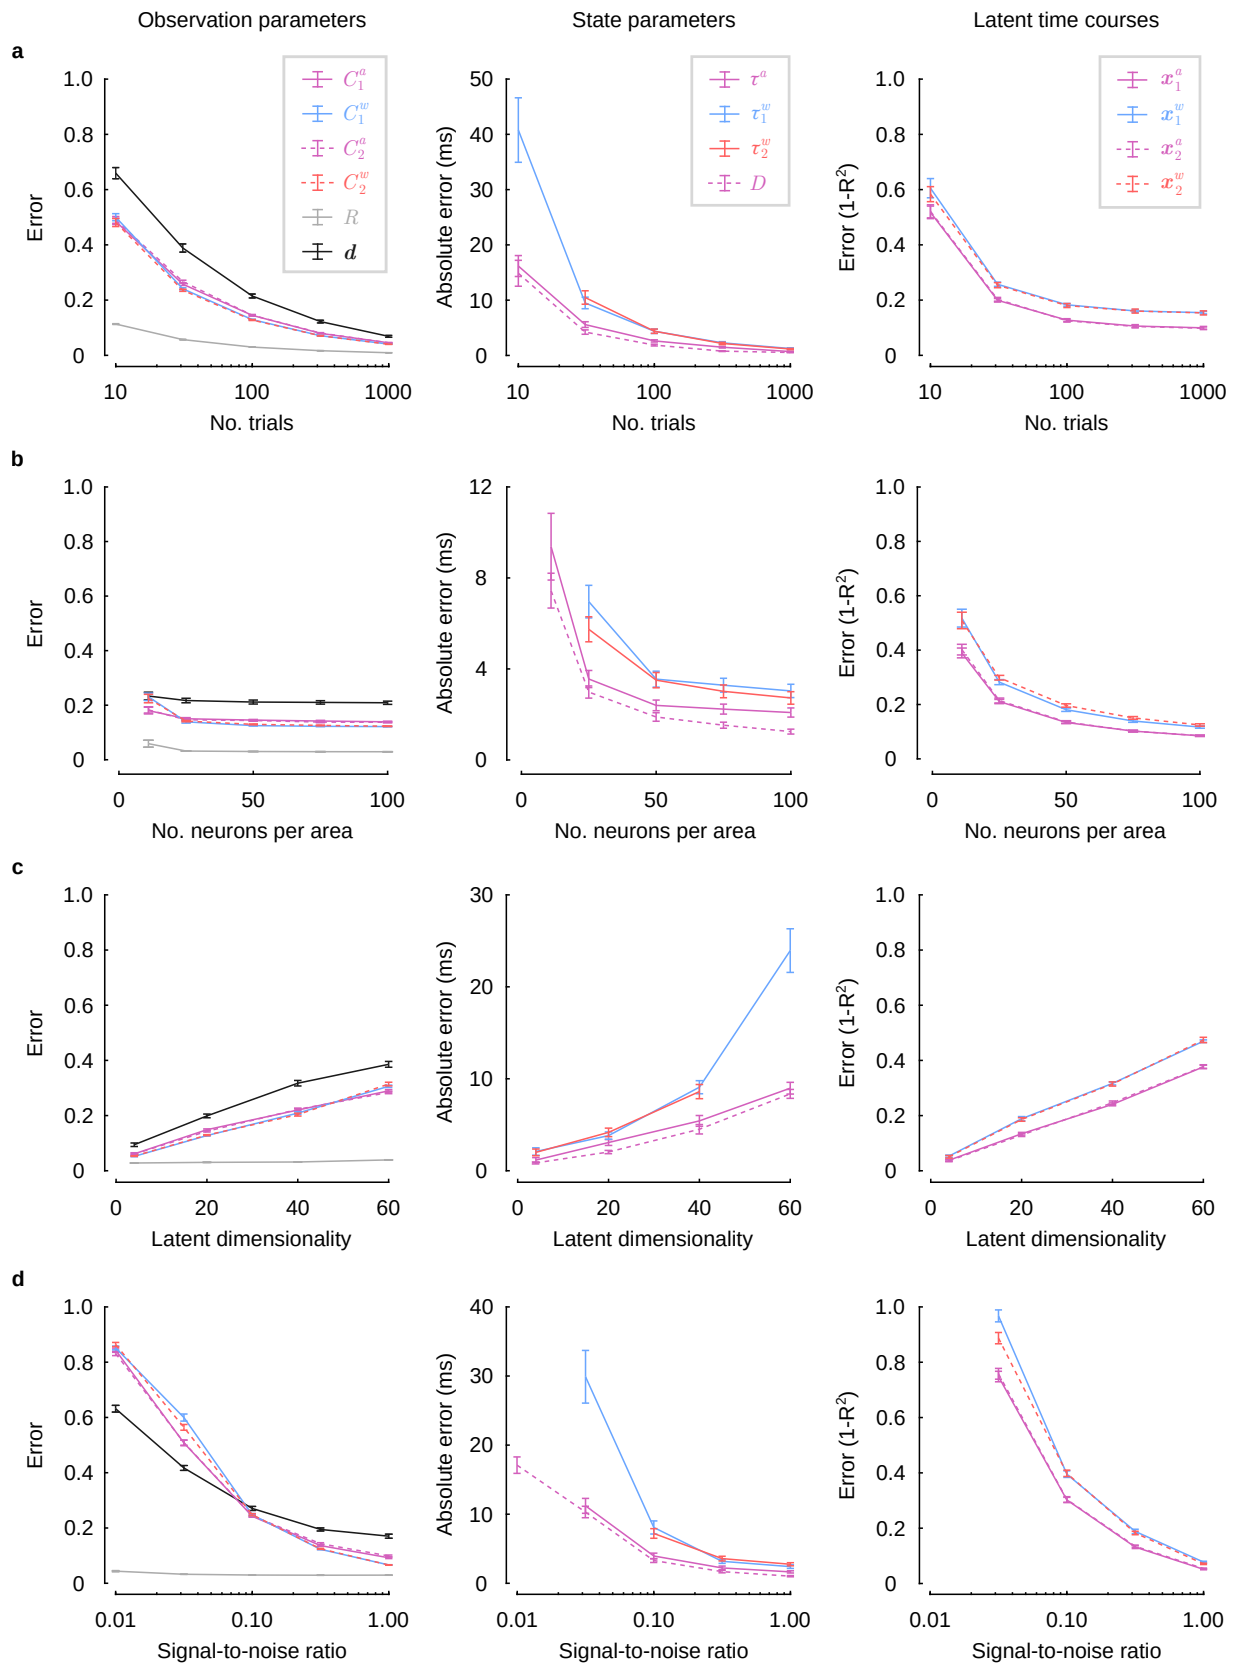 Observation parameters
State parameters
Latent time courses
a
1.0
0.8
0.6
0.4
0.2
0
Error
10
100
1000
No. trials
C₁ᵃ
C₁ʷ
C₂ᵃ
C₂ʷ
R
d
50
40
30
20
10
0
Absolute error (ms)
10
100
1000
No. trials
τᵃ
τ₁ʷ
τ₂ʷ
D
1.0
0.8
0.6
0.4
0.2
0
Error (1-R²)
10
100
1000
No. trials
x₁ᵃ
x₁ʷ
x₂ᵃ
x₂ʷ
b
1.0
0.8
0.6
0.4
0.2
0
Error
0
50
100
No. neurons per area
12
8
4
0
Absolute error (ms)
0
50
100
No. neurons per area
1.0
0.8
0.6
0.4
0.2
0
Error (1-R²)
0
50
100
No. neurons per area
c
1.0
0.8
0.6
0.4
0.2
0
Error
0
20
40
60
Latent dimensionality
30
20
10
0
Absolute error (ms)
0
20
40
60
Latent dimensionality
1.0
0.8
0.6
0.4
0.2
0
Error (1-R²)
0
20
40
60
Latent dimensionality
d
1.0
0.8
0.6
0.4
0.2
0
Error
0.01
0.10
1.00
Signal-to-noise ratio
40
30
20
10
0
Absolute error (ms)
0.01
0.10
1.00
Signal-to-noise ratio
1.0
0.8
0.6
0.4
0.2
0
Error (1-R²)
0.01
0.10
1.00
Signal-to-noise ratio